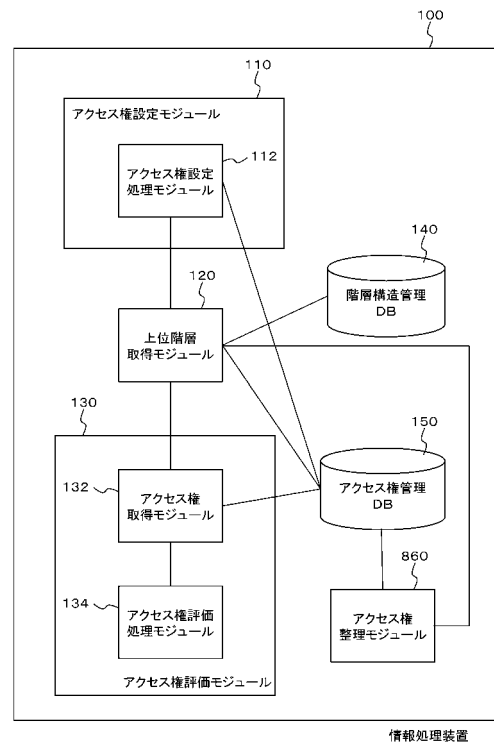 100
110
アクセス権設定モジュール
112
アクセス権設定
処理モジュール
120
上位階層
取得モジュール
140
階層構造管理
DB
130
132
アクセス権
取得モジュール
150
アクセス権管理
DB
134
アクセス権評価
処理モジュール
860
アクセス権
整理モジュール
アクセス権評価モジュール
情報処理装置